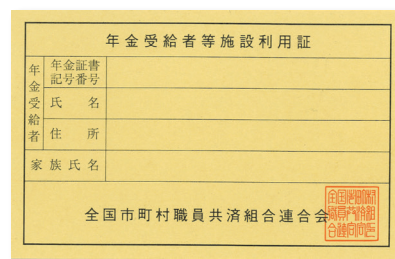 年金受給者等施設利用証
年金受給者
年金証書
記号番号
氏　名
住　所
家族氏名
全国市町村職員共済組合連合会